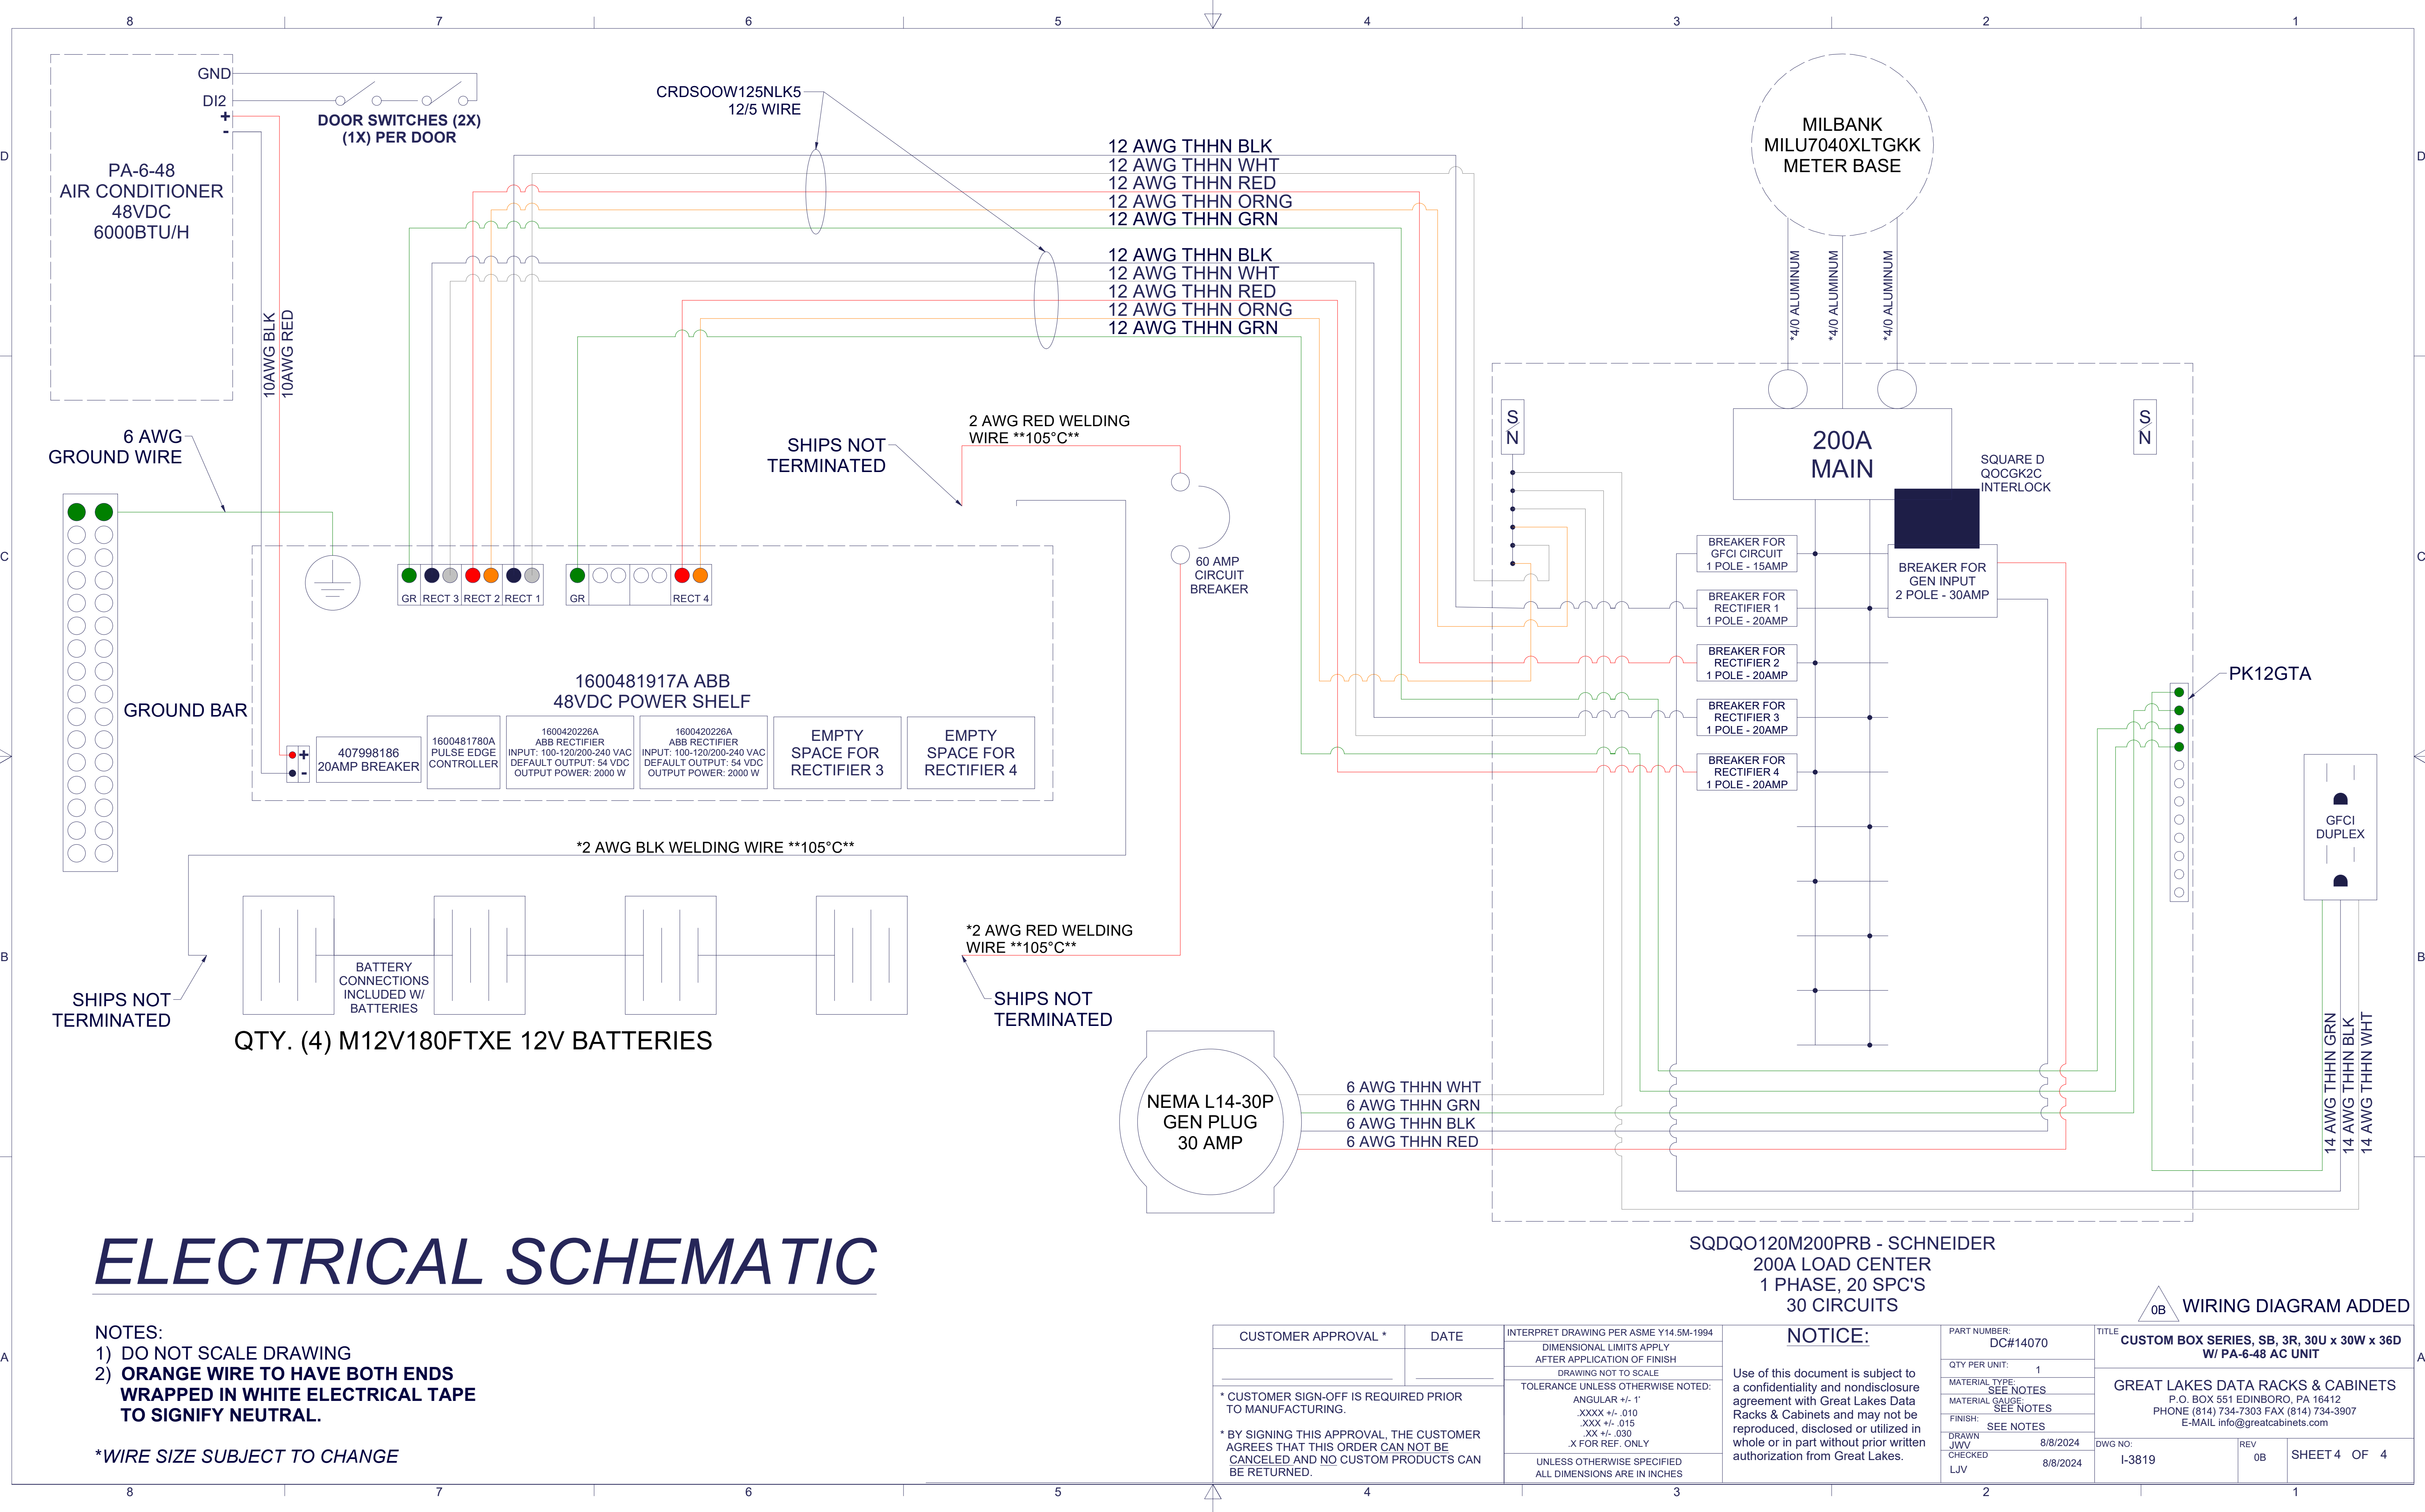 8 7 6 5 4 3 2 1
D
D
C
C
B
B
A
A
GND
DI2
+
-
DOOR SWITCHES (2X)
(1X) PER DOOR
PA-6-48
AIR CONDITIONER
48VDC
6000BTU/H
10AWG BLK
10AWG RED
CRDSOOW125NLK5
12/5 WIRE
12 AWG THHN BLK
12 AWG THHN WHT
12 AWG THHN RED
12 AWG THHN ORNG
12 AWG THHN GRN
12 AWG THHN BLK
12 AWG THHN WHT
12 AWG THHN RED
12 AWG THHN ORNG
12 AWG THHN GRN
MILBANK
MILU7040XLTGKK
METER BASE
*4/0 ALUMINUM
*4/0 ALUMINUM
*4/0 ALUMINUM
6 AWG
GROUND WIRE
GROUND BAR
SHIPS NOT
TERMINATED
2 AWG RED WELDING
WIRE **105°C**
60 AMP
CIRCUIT
BREAKER
GR RECT 3 RECT 2 RECT 1
GR RECT 4
1600481917A ABB
48VDC POWER SHELF
+
-
407998186
20AMP BREAKER
1600481780A
PULSE EDGE
CONTROLLER
1600420226A
ABB RECTIFIER
INPUT: 100-120/200-240 VAC
DEFAULT OUTPUT: 54 VDC
OUTPUT POWER: 2000 W
1600420226A
ABB RECTIFIER
INPUT: 100-120/200-240 VAC
DEFAULT OUTPUT: 54 VDC
OUTPUT POWER: 2000 W
EMPTY
SPACE FOR
RECTIFIER 3
EMPTY
SPACE FOR
RECTIFIER 4
*2 AWG BLK WELDING WIRE **105°C**
*2 AWG RED WELDING
WIRE **105°C**
SHIPS NOT
TERMINATED
BATTERY
CONNECTIONS
INCLUDED W/
BATTERIES
SHIPS NOT
TERMINATED
QTY. (4) M12V180FTXE 12V BATTERIES
S
N
S
N
200A
MAIN
SQUARE D
QOCGK2C
INTERLOCK
BREAKER FOR
GFCI CIRCUIT
1 POLE - 15AMP
BREAKER FOR
GEN INPUT
2 POLE - 30AMP
BREAKER FOR
RECTIFIER 1
1 POLE - 20AMP
BREAKER FOR
RECTIFIER 2
1 POLE - 20AMP
BREAKER FOR
RECTIFIER 3
1 POLE - 20AMP
BREAKER FOR
RECTIFIER 4
1 POLE - 20AMP
PK12GTA
GFCI
DUPLEX
14 AWG THHN GRN
14 AWG THHN BLK
14 AWG THHN WHT
NEMA L14-30P
GEN PLUG
30 AMP
6 AWG THHN WHT
6 AWG THHN GRN
6 AWG THHN BLK
6 AWG THHN RED
SQDQO120M200PRB - SCHNEIDER
200A LOAD CENTER
1 PHASE, 20 SPC'S
30 CIRCUITS
ELECTRICAL SCHEMATIC
NOTES:
1) DO NOT SCALE DRAWING
2) ORANGE WIRE TO HAVE BOTH ENDS
WRAPPED IN WHITE ELECTRICAL TAPE
TO SIGNIFY NEUTRAL.
*WIRE SIZE SUBJECT TO CHANGE
0B WIRING DIAGRAM ADDED
CUSTOMER APPROVAL * DATE
* CUSTOMER SIGN-OFF IS REQUIRED PRIOR
TO MANUFACTURING.
* BY SIGNING THIS APPROVAL, THE CUSTOMER
AGREES THAT THIS ORDER CAN NOT BE
CANCELED AND NO CUSTOM PRODUCTS CAN
BE RETURNED.
INTERPRET DRAWING PER ASME Y14.5M-1994
DIMENSIONAL LIMITS APPLY
AFTER APPLICATION OF FINISH
DRAWING NOT TO SCALE
TOLERANCE UNLESS OTHERWISE NOTED:
ANGULAR +/- 1'
.XXXX +/- .010
.XXX +/- .015
.XX +/- .030
.X FOR REF. ONLY
UNLESS OTHERWISE SPECIFIED
ALL DIMENSIONS ARE IN INCHES
NOTICE:
Use of this document is subject to
a confidentiality and nondisclosure
agreement with Great Lakes Data
Racks & Cabinets and may not be
reproduced, disclosed or utilized in
whole or in part without prior written
authorization from Great Lakes.
PART NUMBER:
DC#14070
QTY PER UNIT:
1
MATERIAL TYPE:
SEE NOTES
MATERIAL GAUGE:
SEE NOTES
FINISH:
SEE NOTES
DRAWN
JWV 8/8/2024
CHECKED
LJV 8/8/2024
TITLE
CUSTOM BOX SERIES, SB, 3R, 30U x 30W x 36D
W/ PA-6-48 AC UNIT
GREAT LAKES DATA RACKS & CABINETS
P.O. BOX 551 EDINBORO, PA 16412
PHONE (814) 734-7303 FAX (814) 734-3907
E-MAIL info@greatcabinets.com
DWG NO:
I-3819
REV
0B
SHEET 4 OF 4
8 7 6 5 4 3 2 1